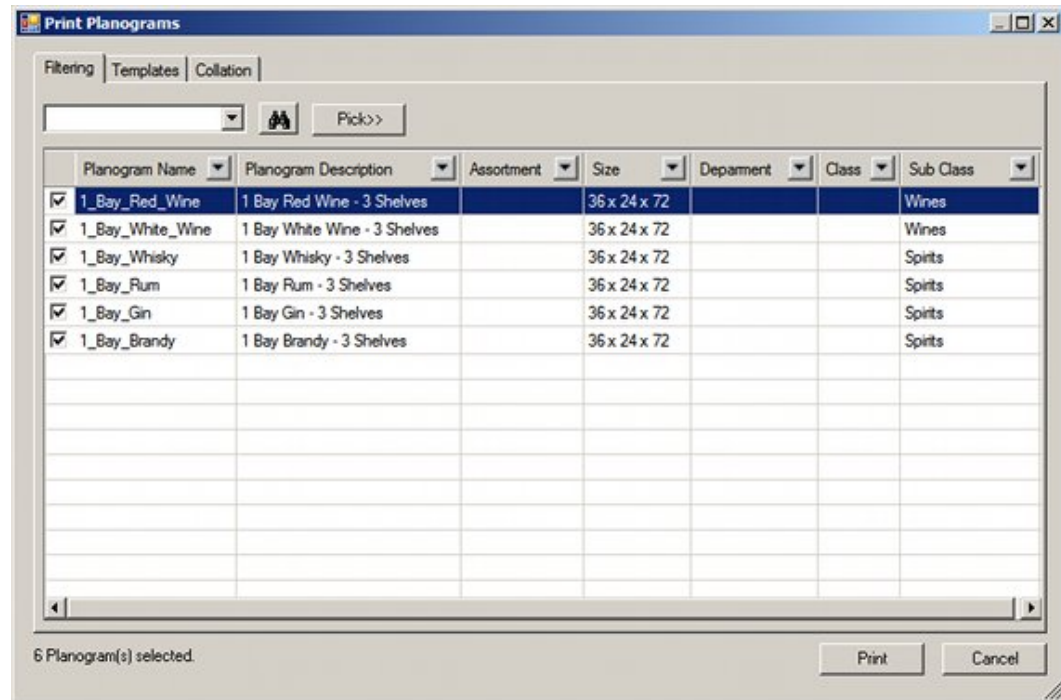 Print Planograms
Filtering Templates Collation
Pick>>
Planogram Name Planogram Description Assortment Size Deparment Class Sub Class
1_Bay_Red_Wine 1 Bay Red Wine - 3 Shelves 36 x 24 x 72 Wines
1_Bay_White_Wine 1 Bay White Wine - 3 Shelves 36 x 24 x 72 Wines
1_Bay_Whisky 1 Bay Whisky - 3 Shelves 36 x 24 x 72 Spirits
1_Bay_Rum 1 Bay Rum - 3 Shelves 36 x 24 x 72 Spirits
1_Bay_Gin 1 Bay Gin - 3 Shelves 36 x 24 x 72 Spirits
1_Bay_Brandy 1 Bay Brandy - 3 Shelves 36 x 24 x 72 Spirits
6 Planogram(s) selected. Print Cancel